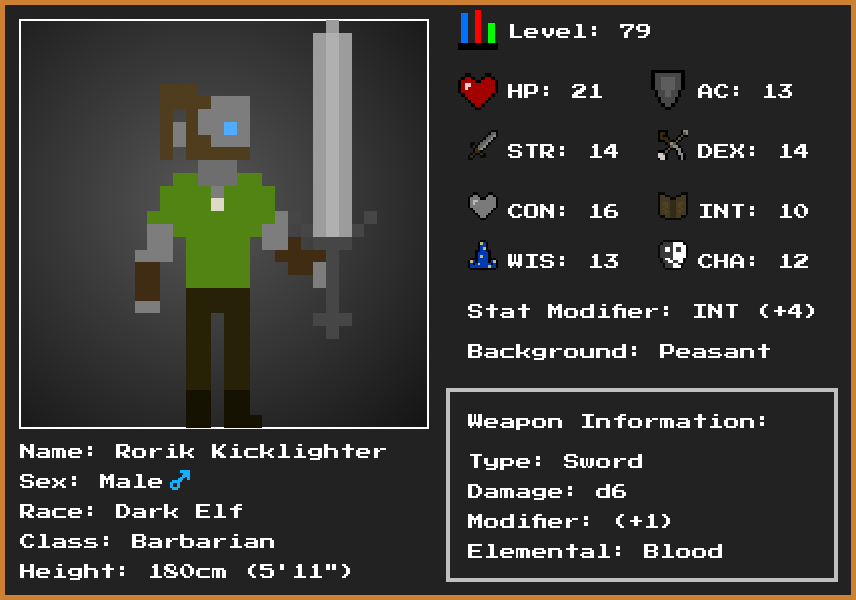 Level: 79
HP: 21
AC: 13
STR: 14
DEX: 14
CON: 16
INT: 10
WIS: 13
CHA: 12
Stat Modifier: INT (+4)
Background: Peasant
Weapon Information:
Type: Sword
Damage: d6
Modifier: (+1)
Elemental: Blood
Name: Rorik Kicklighter
Sex: Male♂
Race: Dark Elf
Class: Barbarian
Height: 180cm (5'11")